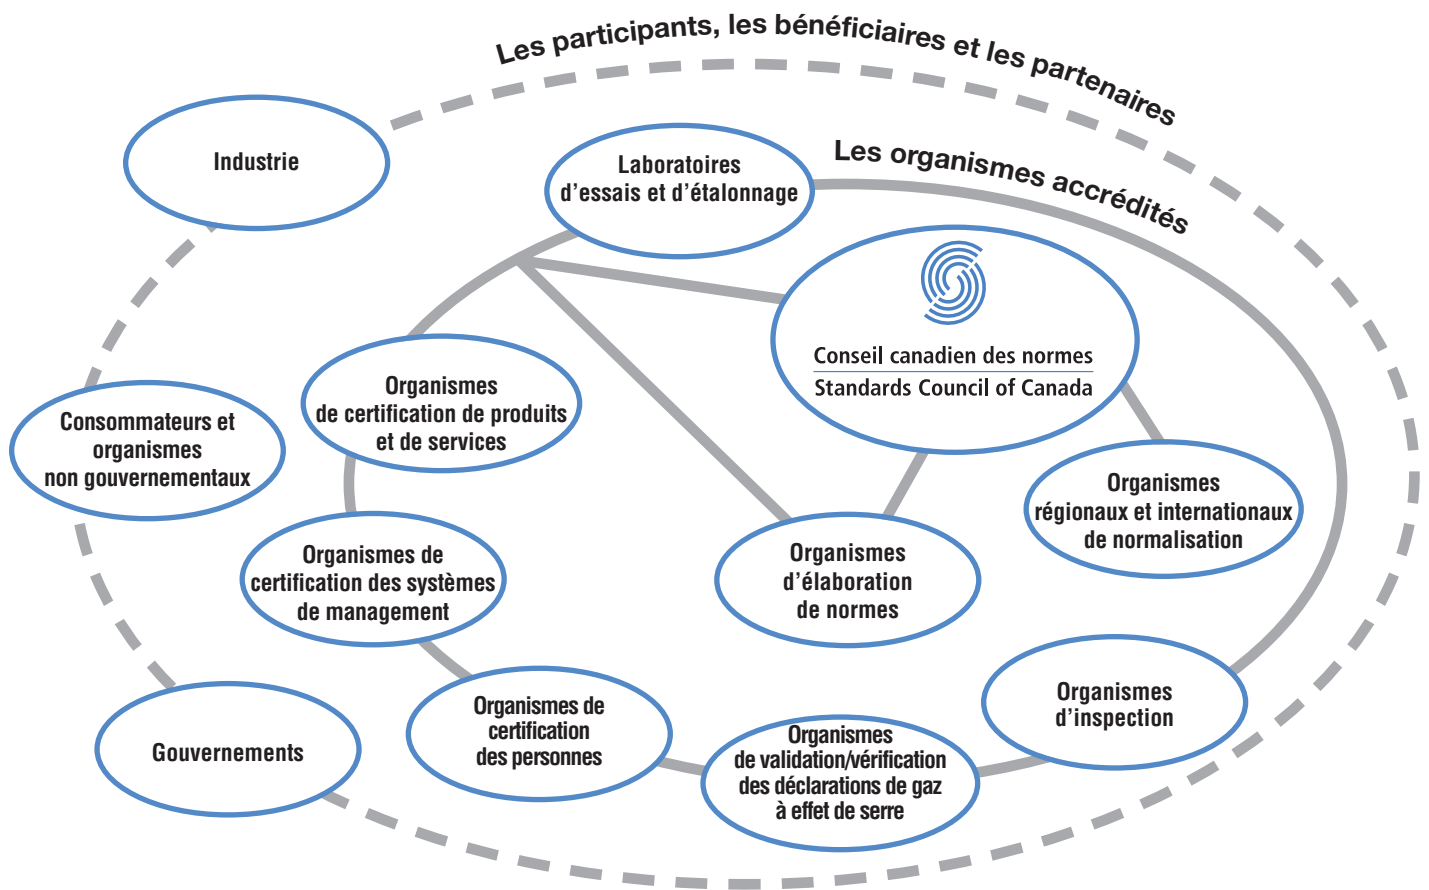 Les participants, les bénéficiaires et les partenaires
Industrie
Laboratoires
d'essais et d'étalonnage
Les organismes accrédités
Conseil canadien des normes
Standards Council of Canada
Organismes
de certification de produits
et de services
Consommateurs et
organismes
non gouvernementaux
Organismes
régionaux et internationaux
de normalisation
Organismes de
certification des systèmes
de management
Organismes
d'élaboration
de normes
Organismes
d'inspection
Organismes de
certification
des personnes
Gouvernements
Organismes
de validation/vérification
des déclarations de gaz
à effet de serre